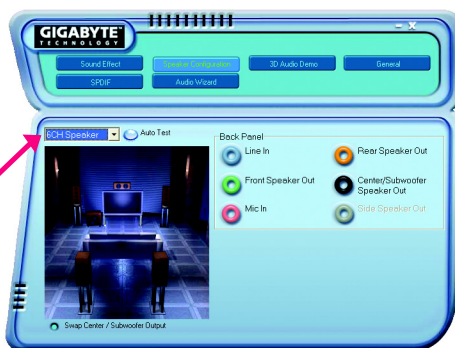 GIGABYTE™
TECHNOLOGY
Sound Effect
Speaker Configuration
3D Audio Demo
General
SPDIF
Audio Wizard
6CH Speaker
Auto Test
Back Panel
Line In
Rear Speaker Out
Front Speaker Out
Center/Subwoofer
Speaker Out
Mic In
Side Speaker Out
Swap Center / Subwoofer Output